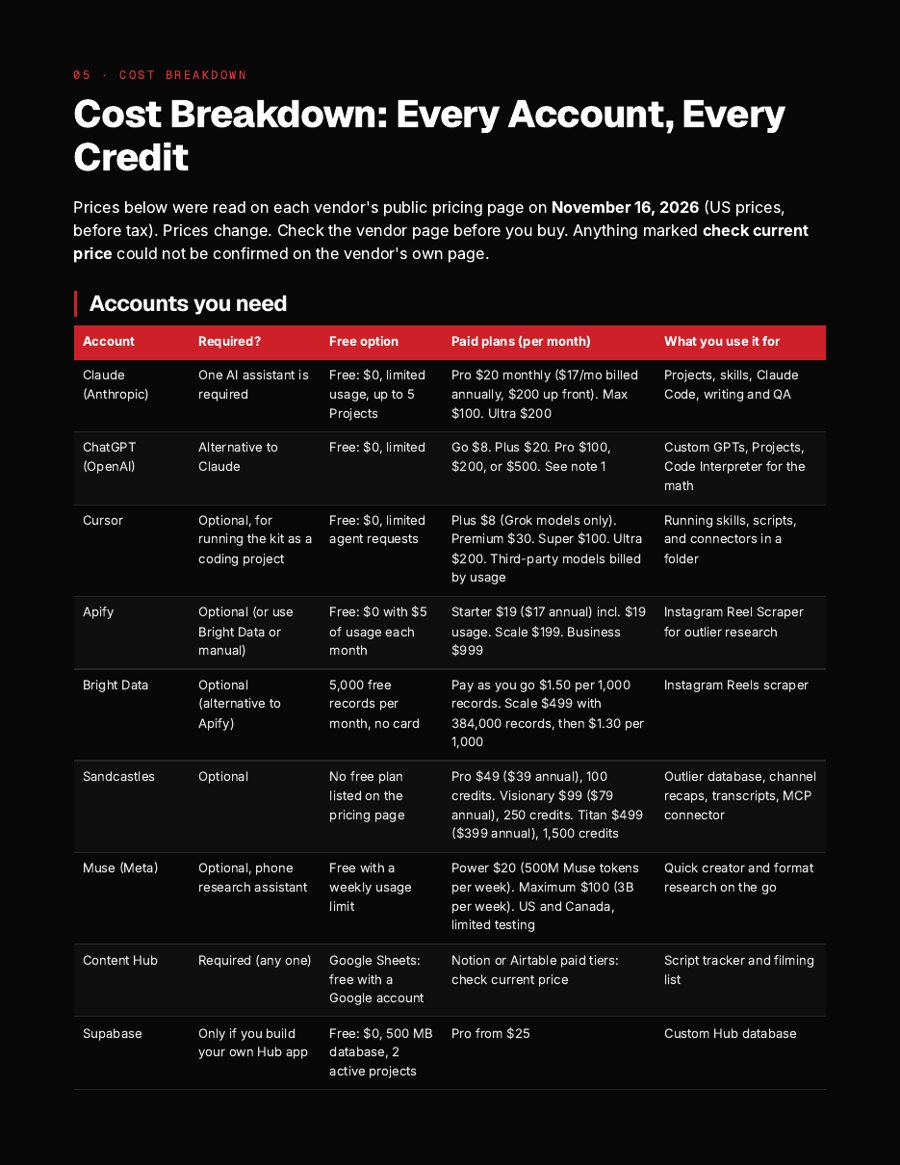 05 · COST BREAKDOWN
Cost Breakdown: Every Account, Every
Credit
Prices below were read on each vendor's public pricing page on November 16, 2026 (US prices,
before tax). Prices change. Check the vendor page before you buy. Anything marked check current
price could not be confirmed on the vendor's own page.
Accounts you need
Account Required? Free option Paid plans (per month) What you use it for
Claude One AI assistant is Free: $0, limited Pro $20 monthly ($17/mo billed Projects, skills, Claude
(Anthropic) required usage, up to 5 annually, $200 up front). Max Code, writing and QA
Projects $100. Ultra $200
ChatGPT Alternative to Free: $0, limited Go $8. Plus $20. Pro $100, Custom GPTs, Projects,
(OpenAI) Claude $200, or $500. See note 1 Code Interpreter for the
math
Cursor Optional, for Free: $0, limited Plus $8 (Grok models only). Running skills, scripts,
running the kit as a agent requests Premium $30. Super $100. Ultra and connectors in a
coding project $200. Third-party models billed folder
by usage
Apify Optional (or use Free: $0 with $5 Starter $19 ($17 annual) incl. $19 Instagram Reel Scraper
Bright Data or of usage each usage. Scale $199. Business for outlier research
manual) month $999
Bright Data Optional 5,000 free Pay as you go $1.50 per 1,000 Instagram Reels scraper
(alternative to records per records. Scale $499 with
Apify) month, no card 384,000 records, then $1.30 per
1,000
Sandcastles Optional No free plan Pro $49 ($39 annual), 100 Outlier database, channel
listed on the credits. Visionary $99 ($79 recaps, transcripts, MCP
pricing page annual), 250 credits. Titan $499 connector
($399 annual), 1,500 credits
Muse (Meta) Optional, phone Free with a Power $20 (500M Muse tokens Quick creator and format
research assistant weekly usage per week). Maximum $100 (3B research on the go
limit per week). US and Canada,
limited testing
Content Hub Required (any one) Google Sheets: Notion or Airtable paid tiers: Script tracker and filming
free with a check current price list
Google account
Supabase Only if you build Free: $0, 500 MB Pro from $25 Custom Hub database
your own Hub app database, 2
active projects